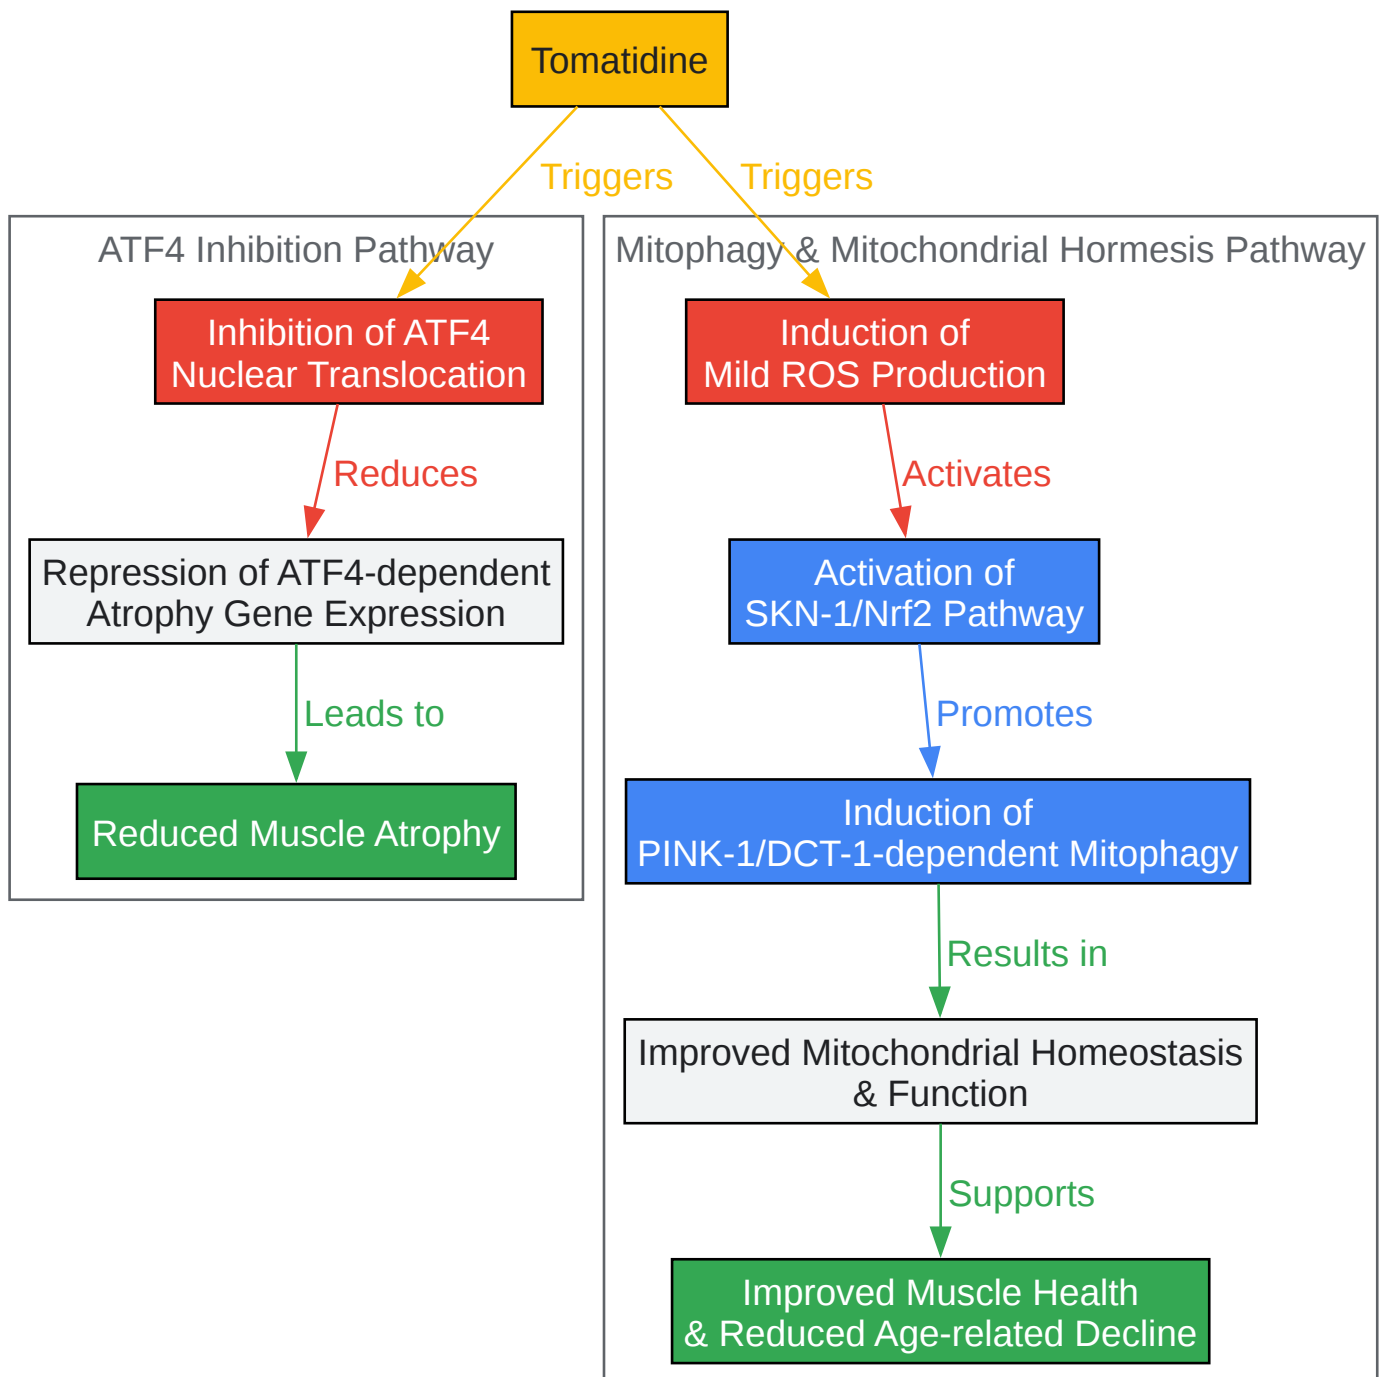 Tomatidine
Triggers
Triggers
ATF4 Inhibition Pathway
Inhibition of ATF4
Nuclear Translocation
Reduces
Repression of ATF4-dependent
Atrophy Gene Expression
Leads to
Reduced Muscle Atrophy
Mitophagy & Mitochondrial Hormesis Pathway
Induction of
Mild ROS Production
Activates
Activation of
SKN-1/Nrf2 Pathway
Promotes
Induction of
PINK-1/DCT-1-dependent Mitophagy
Results in
Improved Mitochondrial Homeostasis
& Function
Supports
Improved Muscle Health
& Reduced Age-related Decline